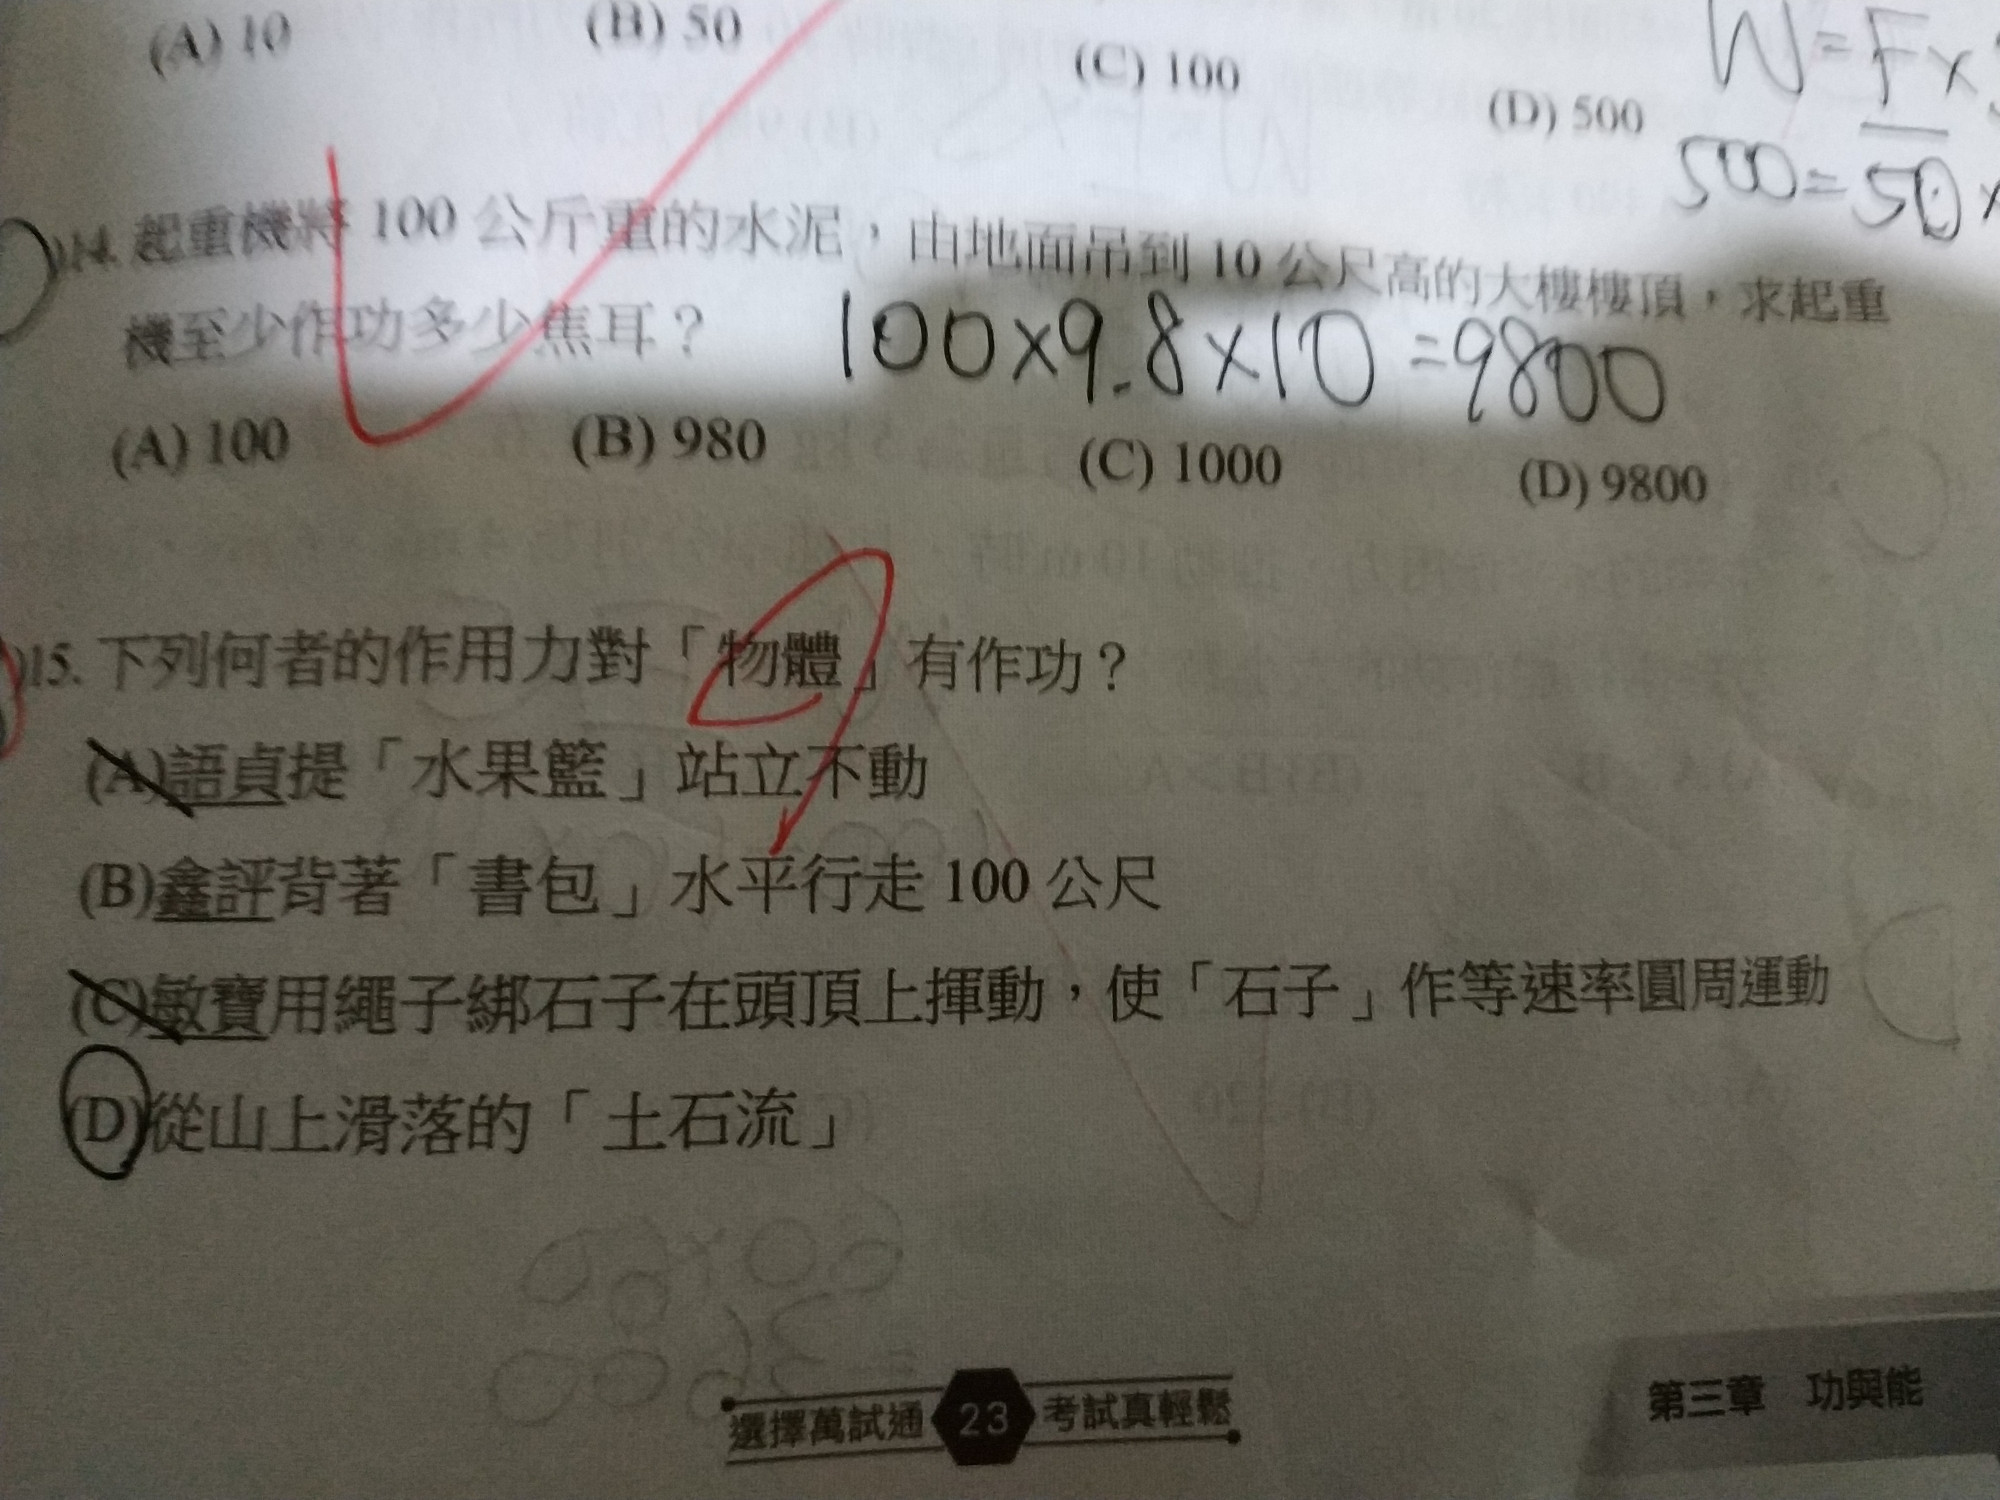 (A) 10 (B) 50 (C) 100 (D) 500
W=F×
500=50×
14. 起重機將 100 公斤重的水泥，由地面吊到 10 公尺高的大樓樓頂，求起重
機至少作功多少焦耳？
100×9.8×10=9800
(A) 100 (B) 980 (C) 1000 (D) 9800
15. 下列何者的作用力對「物體」有作功？
(A)語貞提「水果籃」站立不動
(B)鑫評背著「書包」水平行走 100 公尺
(C)敏寶用繩子綁石子在頭頂上揮動，使「石子」作等速率圓周運動
(D)從山上滑落的「土石流」
選擇萬試通 23 考試真輕鬆
第三章 功與能